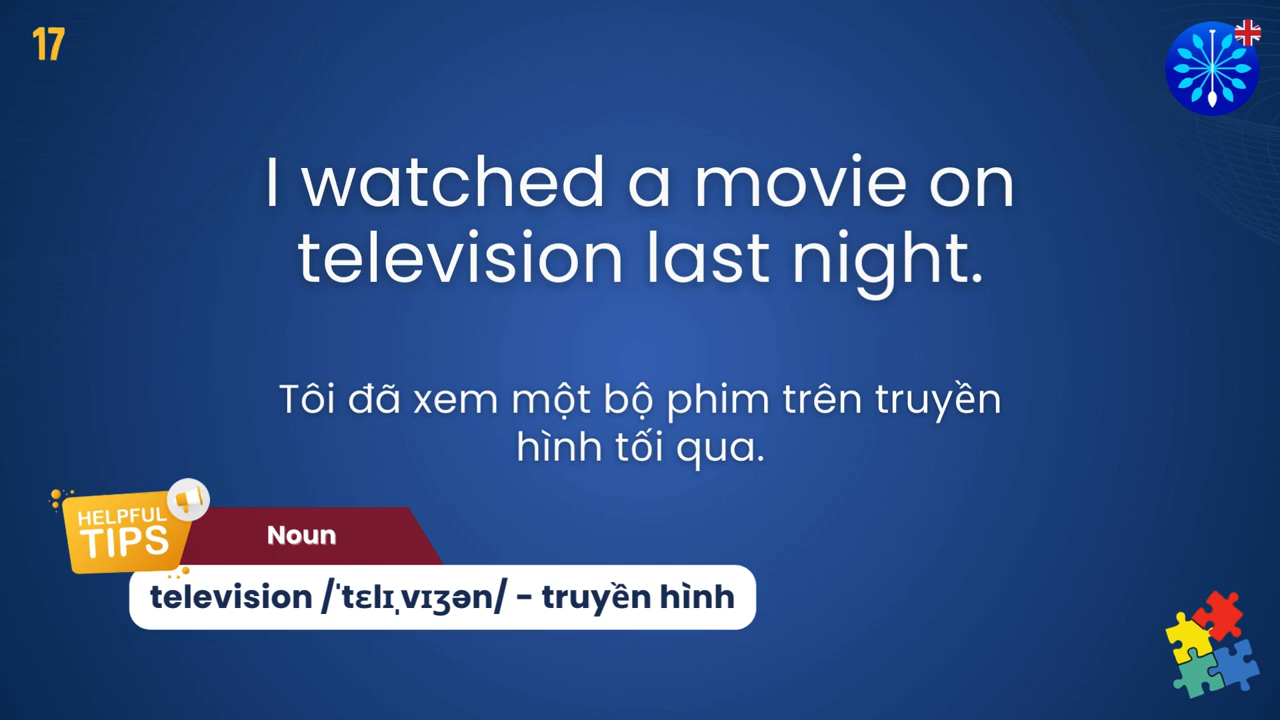 17
I watched a movie on
television last night.
Tôi đã xem một bộ phim trên truyền
hình tối qua.
HELPFUL
TIPS
Noun
television /ˈtɛlɪˌvɪʒən/ - truyền hình